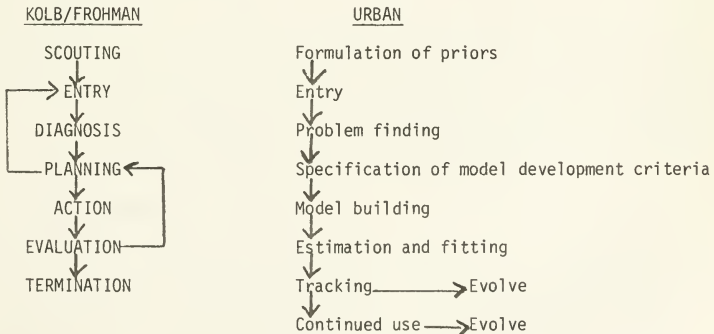 KOLB/FROHMAN
SCOUTING
ENTRY
DIAGNOSIS
PLANNING
ACTION
EVALUATION
TERMINATION
URBAN
Formulation of priors
Entry
Problem finding
Specification of model development criteria
Model building
Estimation and fitting
Tracking Evolve
Continued use Evolve